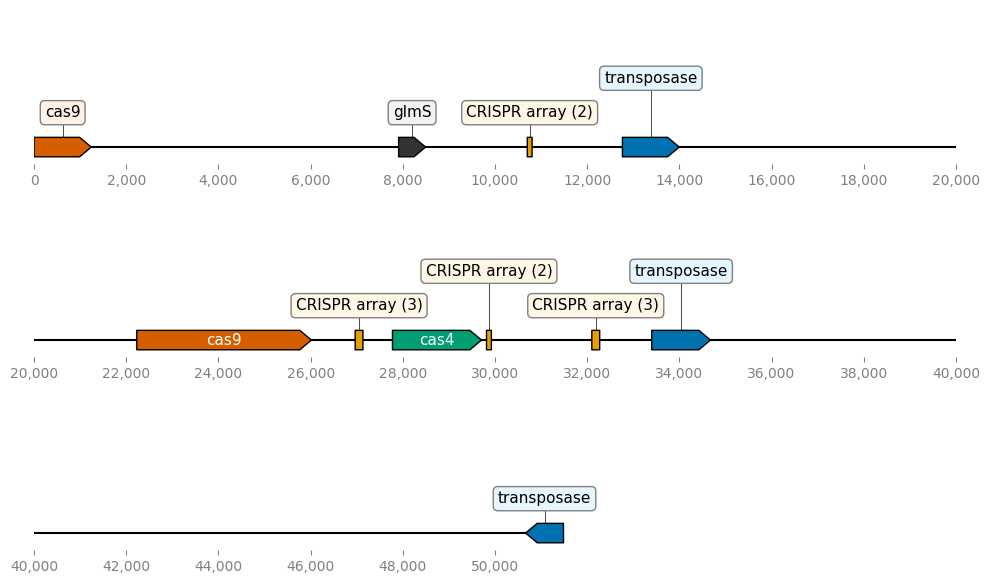 transposase
cas9 glmS CRISPR array (2)
0 2,000 4,000 6,000 8,000 10,000 12,000 14,000 16,000 18,000 20,000
CRISPR array (2) transposase
CRISPR array (3) CRISPR array (3)
cas9 cas4
20,000 22,000 24,000 26,000 28,000 30,000 32,000 34,000 36,000 38,000 40,000
transposase
40,000 42,000 44,000 46,000 48,000 50,000